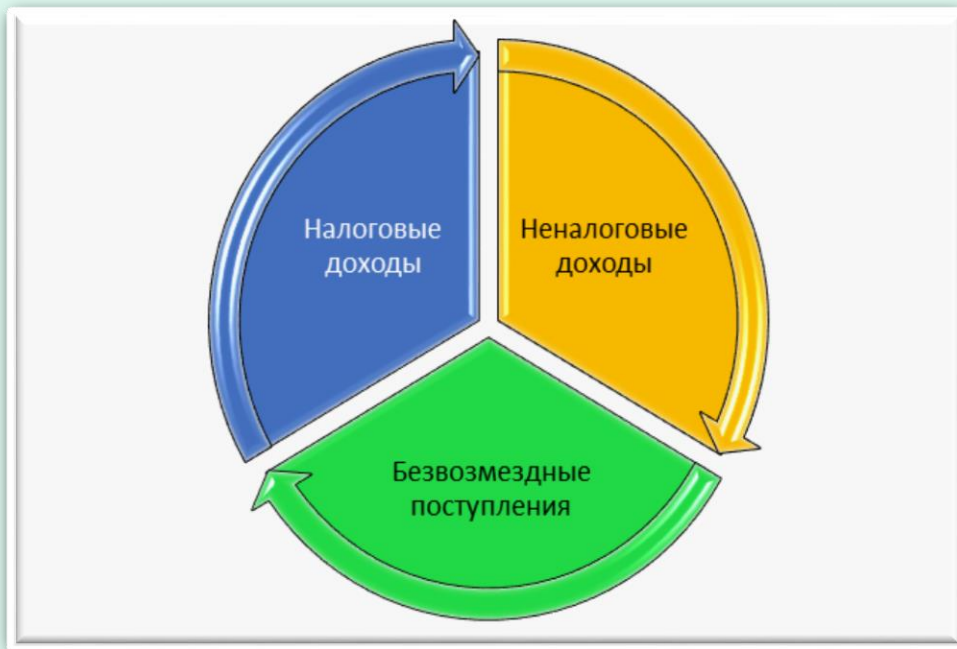 Налоговые
доходы
Неналоговые
доходы
Безвозмездные
поступления